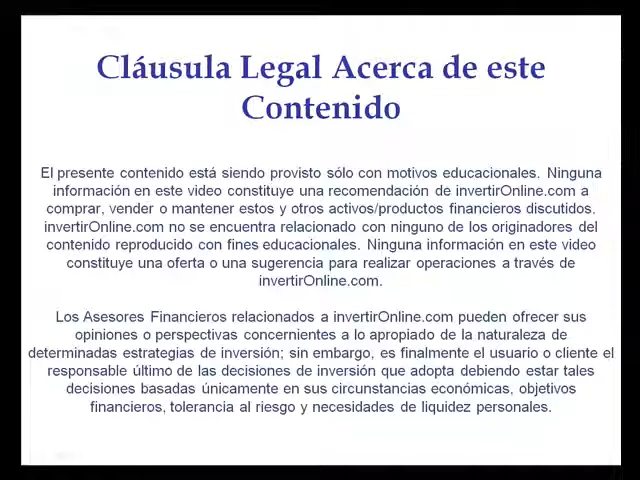 Cláusula Legal Acerca de este
Contenido
El presente contenido está siendo provisto sólo con motivos educacionales. Ninguna
información en este video constituye una recomendación de invertirOnline.com a
comprar, vender o mantener estos y otros activos/productos financieros discutidos.
invertirOnline.com no se encuentra relacionado con ninguno de los originadores del
contenido reproducido con fines educacionales. Ninguna información en este video
constituye una oferta o una sugerencia para realizar operaciones a través de
invertirOnline.com.
Los Asesores Financieros relacionados a invertirOnline.com pueden ofrecer sus
opiniones o perspectivas concernientes a lo apropiado de la naturaleza de
determinadas estrategias de inversión; sin embargo, es finalmente el usuario o cliente el
responsable último de las decisiones de inversión que adopta debiendo estar tales
decisiones basadas únicamente en sus circunstancias económicas, objetivos
financieros, tolerancia al riesgo y necesidades de liquidez personales.